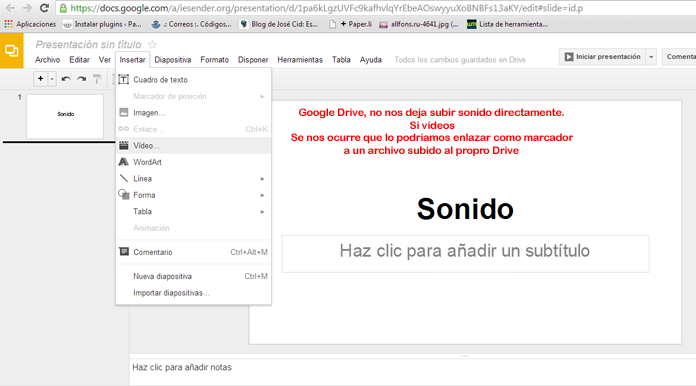 https://docs.google.com/a/iesender.org/presentation/d/1pa6kLgzUVFc9kafhvlqYrEbeAOswyyuXoBNBFs13aKY/edit#slide=id.p
Aplicaciones Instalar plugins - Pa... .: Correos :. Código... Blog de José Cid: Es... + Paper.li allfons.ru-4641.jpg (... Lista de herramienta...
Presentación sin título
Iniciar presentación Comenta
Archivo Editar Ver Insertar Diapositiva Formato Disponer Herramientas Tabla Ayuda Todos los cambios guardados en Drive
1
Sonido
Cuadro de texto
Marcador de posición
Imagen...
Enlace... Ctrl+K
Vídeo...
WordArt
Línea
Forma
Tabla
Animación
Comentario Ctrl+Alt+M
Nueva diapositiva Ctrl+M
Importar diapositivas...
Google Drive, no nos deja subir sonido directamente.
Si vídeos
Se nos ocurre que lo podriamos enlazar como marcador
a un archivo subido al propro Drive
Sonido
Haz clic para añadir un subtítulo
Haz clic para añadir notas